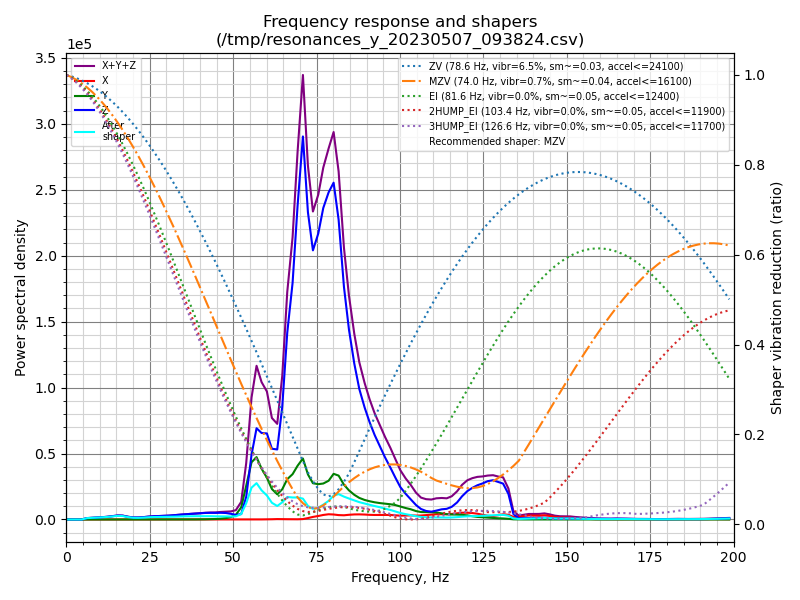 Frequency response and shapers
(/tmp/resonances_y_20230507_093824.csv)
1e5
X+Y+Z
X
Y
Z
After
shaper
ZV (78.6 Hz, vibr=6.5%, sm~=0.03, accel<=24100)
MZV (74.0 Hz, vibr=0.7%, sm~=0.04, accel<=16100)
EI (81.6 Hz, vibr=0.0%, sm~=0.05, accel<=12400)
2HUMP_EI (103.4 Hz, vibr=0.0%, sm~=0.05, accel<=11900)
3HUMP_EI (126.6 Hz, vibr=0.0%, sm~=0.05, accel<=11700)
Recommended shaper: MZV
3.5
3.0
2.5
2.0
1.5
1.0
0.5
0.0
Power spectral density
1.0
0.8
0.6
0.4
0.2
0.0
Shaper vibration reduction (ratio)
0 25 50 75 100 125 150 175 200
Frequency, Hz